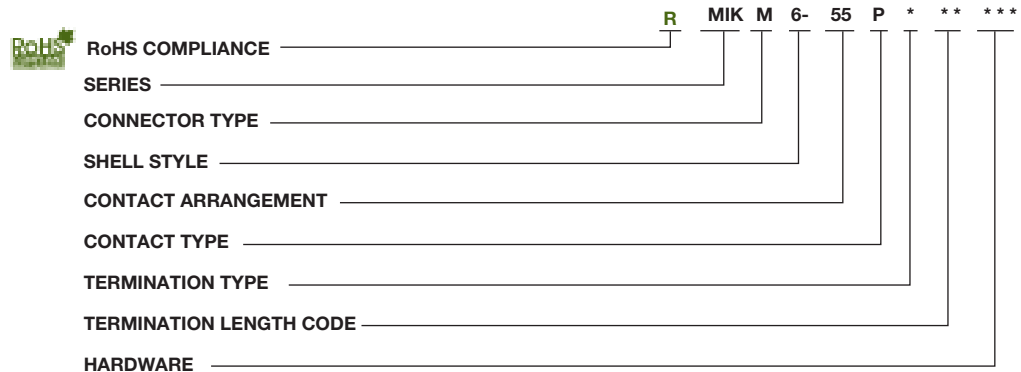 R MIK M 6- 55 P * ** ***
RoHS
RoHS COMPLIANCE
SERIES
CONNECTOR TYPE
SHELL STYLE
CONTACT ARRANGEMENT
CONTACT TYPE
TERMINATION TYPE
TERMINATION LENGTH CODE
HARDWARE